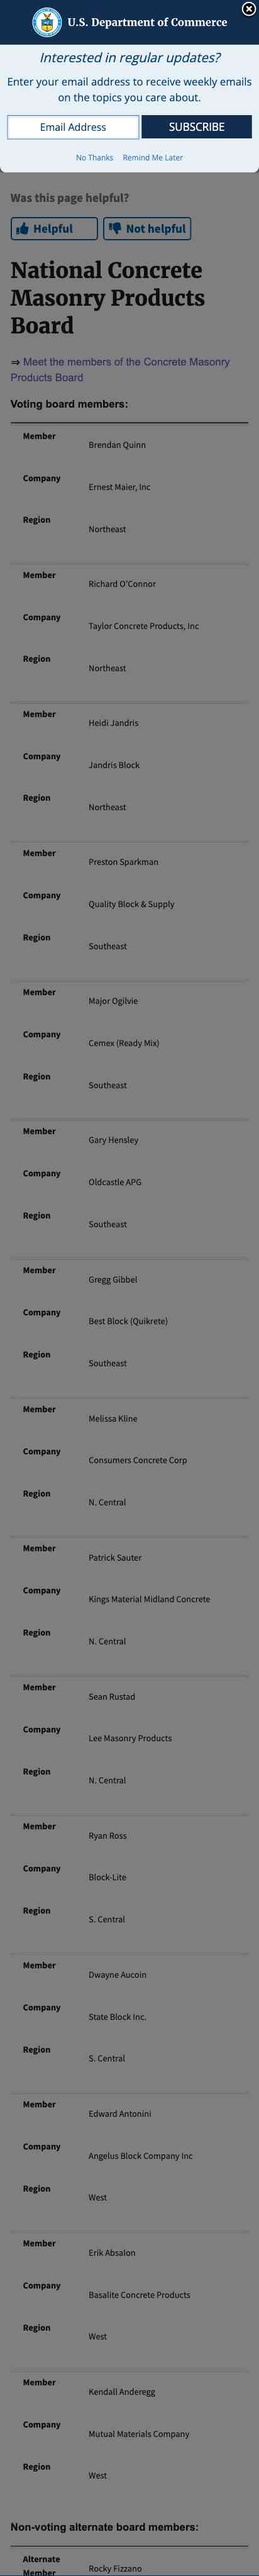 U.S. Department of Commerce
Interested in regular updates?
Enter your email address to receive weekly emails
on the topics you care about.
Email Address
SUBSCRIBE
No Thanks
Remind Me Later
Was this page helpful?
Helpful
Not helpful
National Concrete
Masonry Products
Board
⇒ Meet the members of the Concrete Masonry
Products Board
Voting board members:
Member
Brendan Quinn
Company
Ernest Maier, Inc
Region
Northeast
Member
Richard O'Connor
Company
Taylor Concrete Products, Inc
Region
Northeast
Member
Heidi Jandris
Company
Jandris Block
Region
Northeast
Member
Preston Sparkman
Company
Quality Block & Supply
Region
Southeast
Member
Major Ogilvie
Company
Cemex (Ready Mix)
Region
Southeast
Member
Gary Hensley
Company
Oldcastle APG
Region
Southeast
Member
Gregg Gibbel
Company
Best Block (Quikrete)
Region
Southeast
Member
Melissa Kline
Company
Consumers Concrete Corp
Region
N. Central
Member
Patrick Sauter
Company
Kings Material Midland Concrete
Region
N. Central
Member
Sean Rustad
Company
Lee Masonry Products
Region
N. Central
Member
Ryan Ross
Company
Block-Lite
Region
S. Central
Member
Dwayne Aucoin
Company
State Block Inc.
Region
S. Central
Member
Edward Antonini
Company
Angelus Block Company Inc
Region
West
Member
Erik Absalon
Company
Basalite Concrete Products
Region
West
Member
Kendall Anderegg
Company
Mutual Materials Company
Region
West
Non-voting alternate board members:
Alternate
Member
Rocky Fizzano